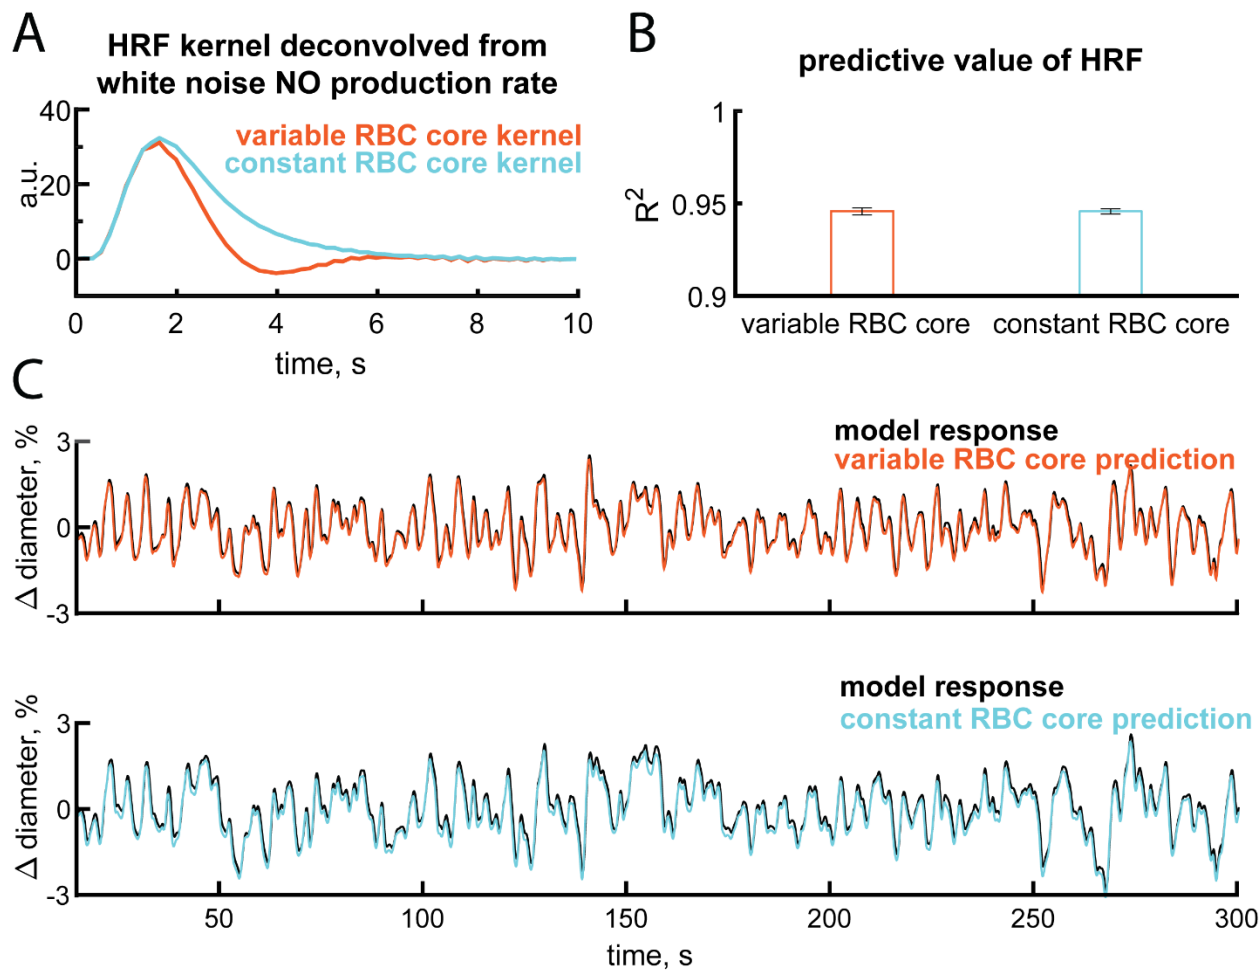 A
HRF kernel deconvolved from
white noise NO production rate
40
20
0
a.u.
variable RBC core kernel
constant RBC core kernel
0 2 4 6 8 10
time, s
B
predictive value of HRF
1
0.95
0.9
R2
variable RBC core constant RBC core
C
model response
variable RBC core prediction
3
0
-3
Δ diameter, %
model response
constant RBC core prediction
3
0
-3
Δ diameter, %
50 100 150 200 250 300
time, s